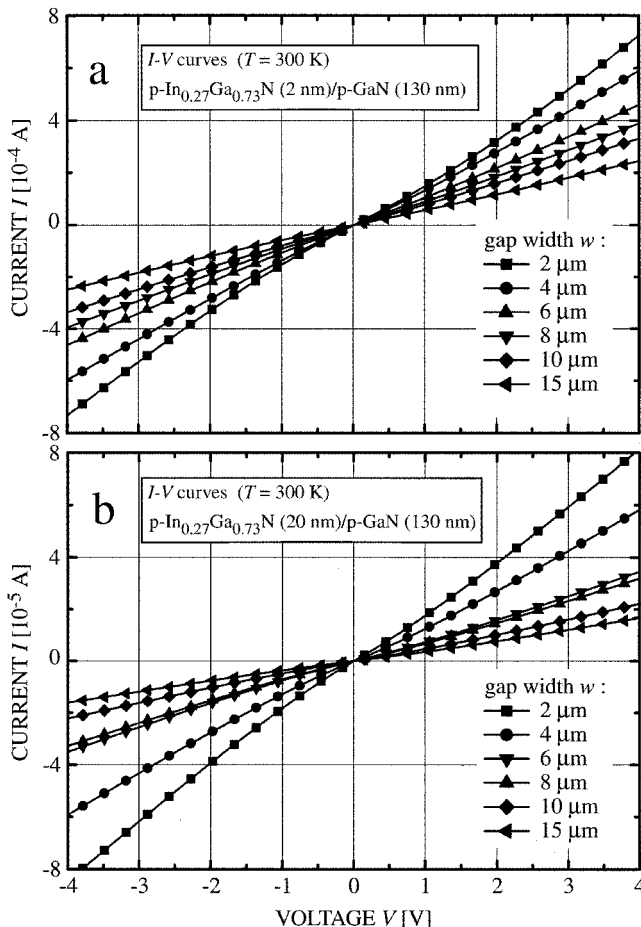 8
4
0
-4
-8
CURRENT I [10⁻⁴ A]
a
I-V curves (T = 300 K)
p-In₀.₂₇Ga₀.₇₃N (2 nm)/p-GaN (130 nm)
gap width w :
2 μm
4 μm
6 μm
8 μm
10 μm
15 μm
4
0
-4
-8
CURRENT I [10⁻⁵ A]
b
I-V curves (T = 300 K)
p-In₀.₂₇Ga₀.₇₃N (20 nm)/p-GaN (130 nm)
gap width w :
2 μm
4 μm
6 μm
8 μm
10 μm
15 μm
-4 -3 -2 -1 0 1 2 3 4
VOLTAGE V [V]